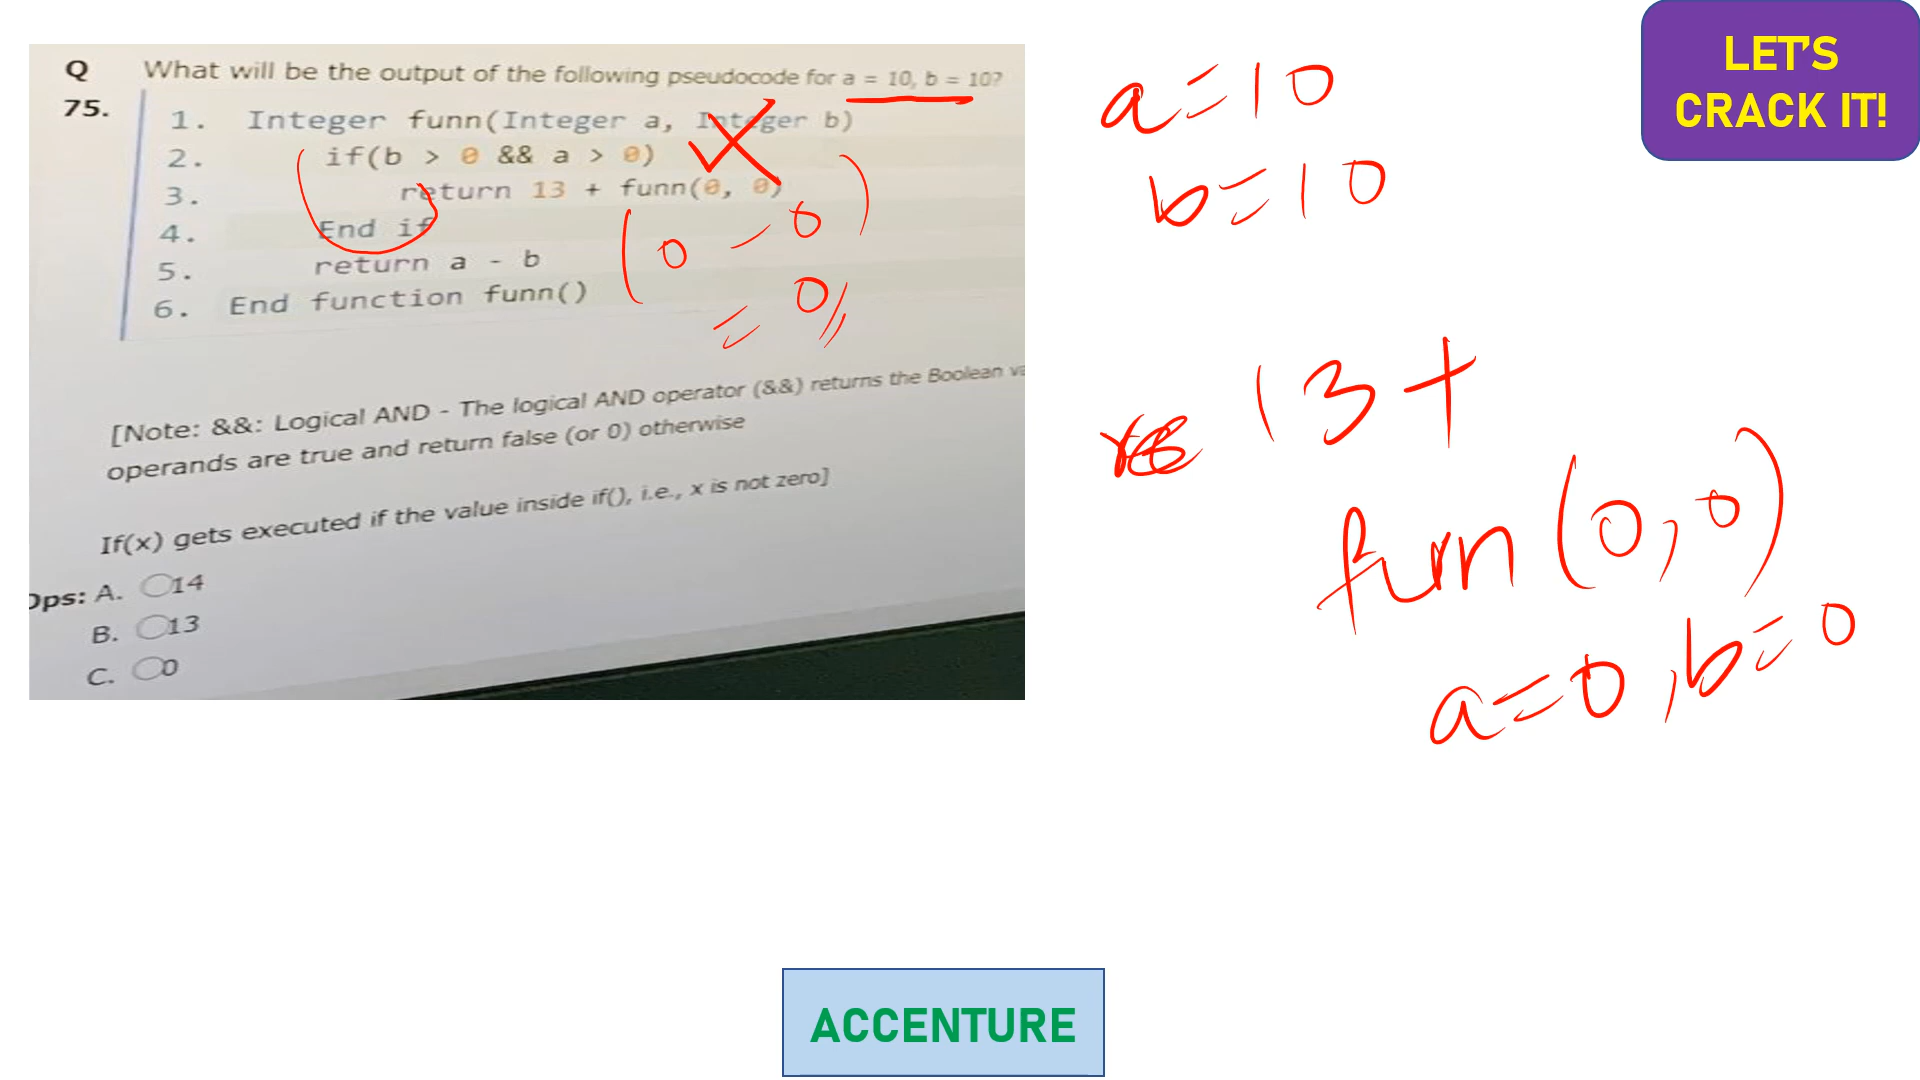 Q What will be the output of the following pseudocode for a = 10, b = 10?
75.
1. Integer funn(Integer a, Integer b)
2. if(b > 0 && a > 0)
3. return 13 + funn(0, 0)
4. End if
5. return a - b
6. End function funn()
[Note: &&: Logical AND - The logical AND operator (&&) returns the Boolean
operands are true and return false (or 0) otherwise
If(x) gets executed if the value inside if(), i.e., x is not zero]
Ops: A. 14
B. 13
C. 0
0 - 0
= 0
a=10
b=10
13+
funn(0,0)
a=0, b=0
LET'S
CRACK IT!
ACCENTURE